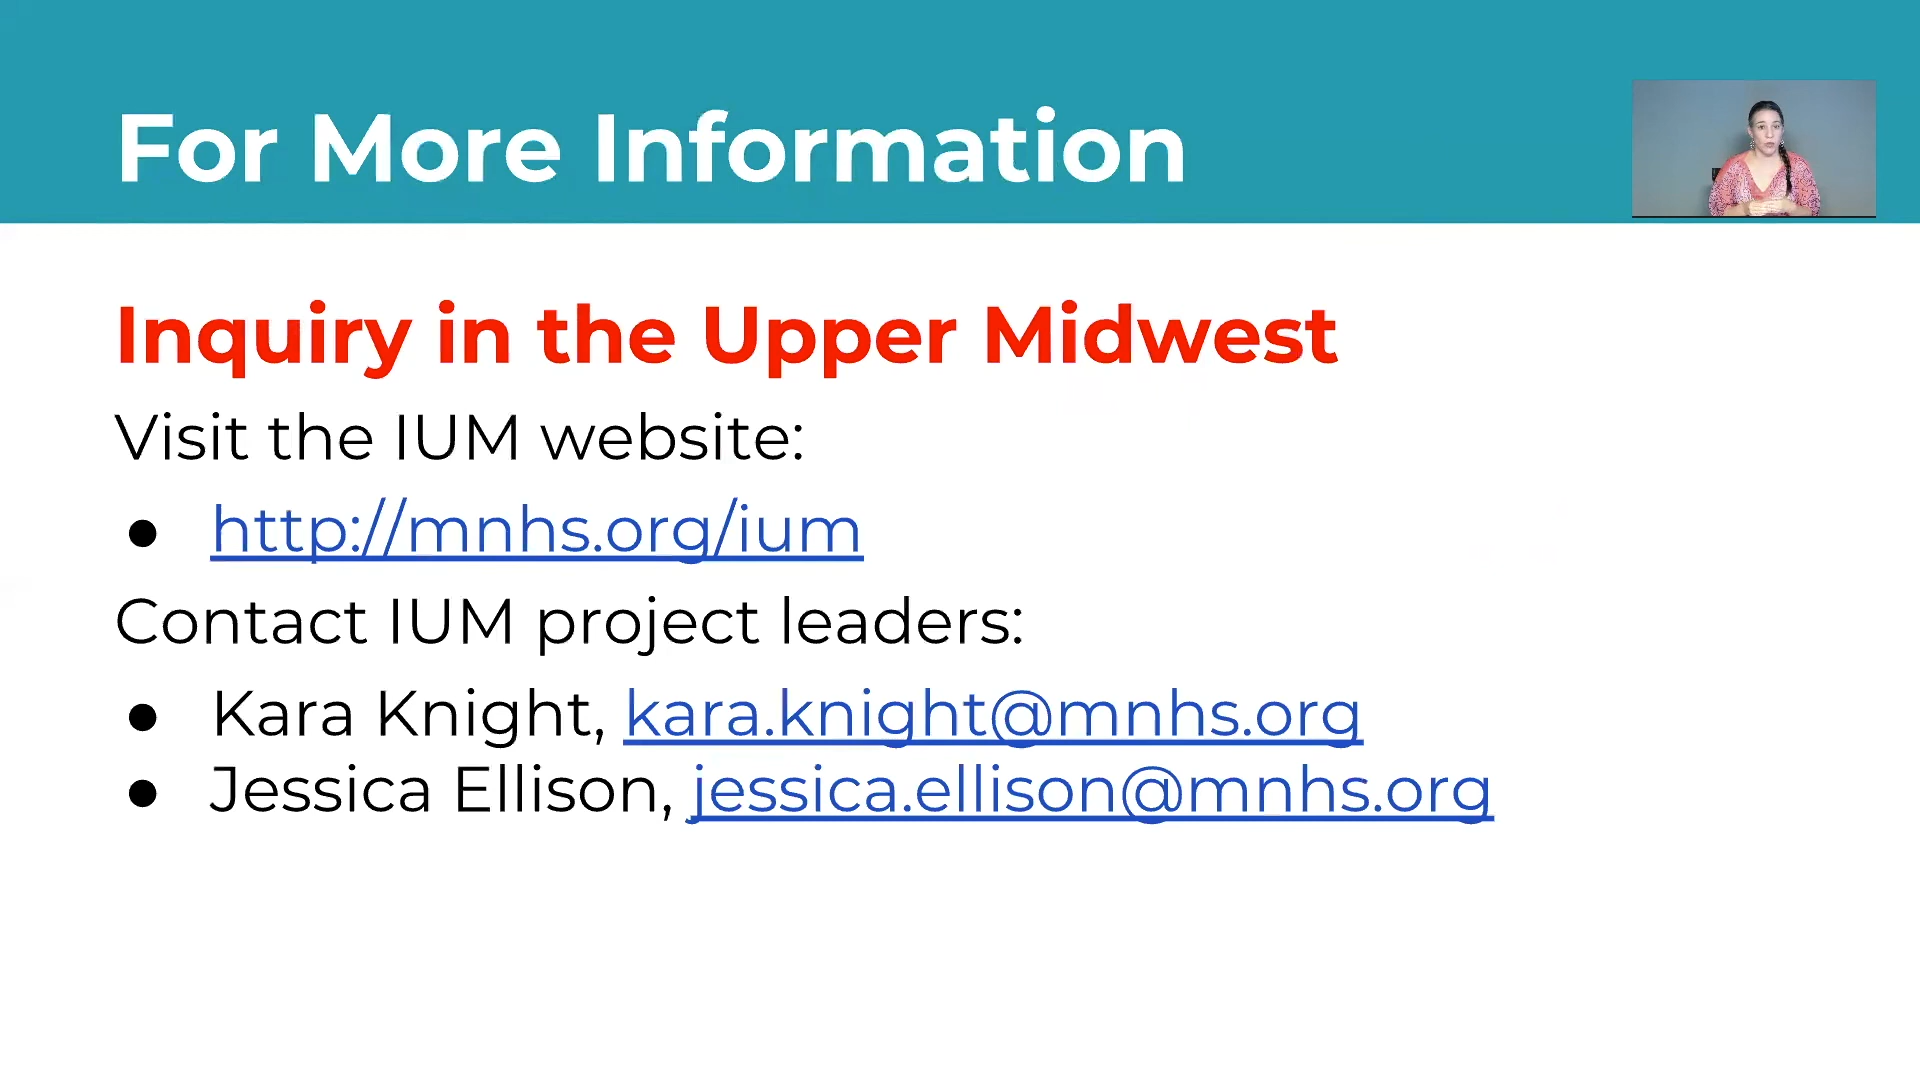 For More Information
Inquiry in the Upper Midwest
Visit the IUM website:
● http://mnhs.org/ium
Contact IUM project leaders:
● Kara Knight, kara.knight@mnhs.org
● Jessica Ellison, jessica.ellison@mnhs.org